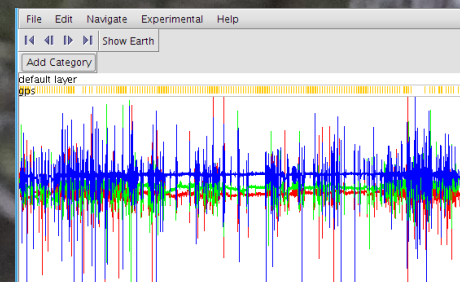 File Edit Navigate Experimental Help
Show Earth
Add Category
default layer
gps